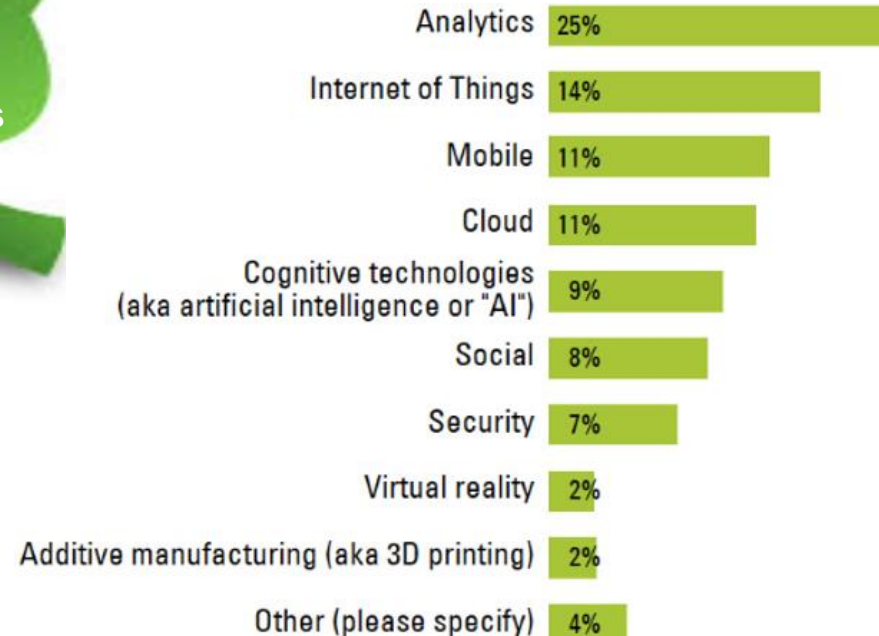 Analytics 25%
Internet of Things 14%
Mobile 11%
Cloud 11%
Cognitive technologies
(aka artificial intelligence or "AI") 9%
Social 8%
Security 7%
Virtual reality 2%
Additive manufacturing (aka 3D printing) 2%
Other (please specify) 4%